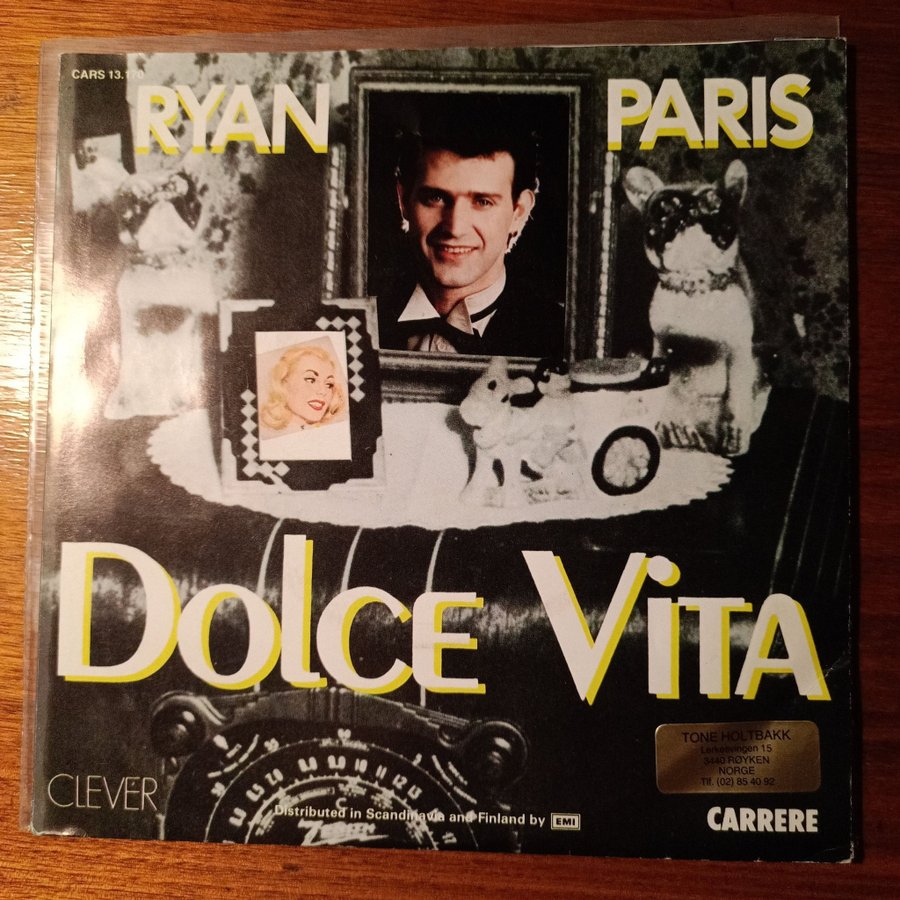 CARS 13.170
RYAN PARIS
DOLCE VITA
TONE HOLTBAKK
Lerkesvingen 15
3440 RØYKEN
NORGE
Tlf. (02) 85 40 92
CLEVER
Distributed in Scandinavia and Finland by EMI
CARRERE